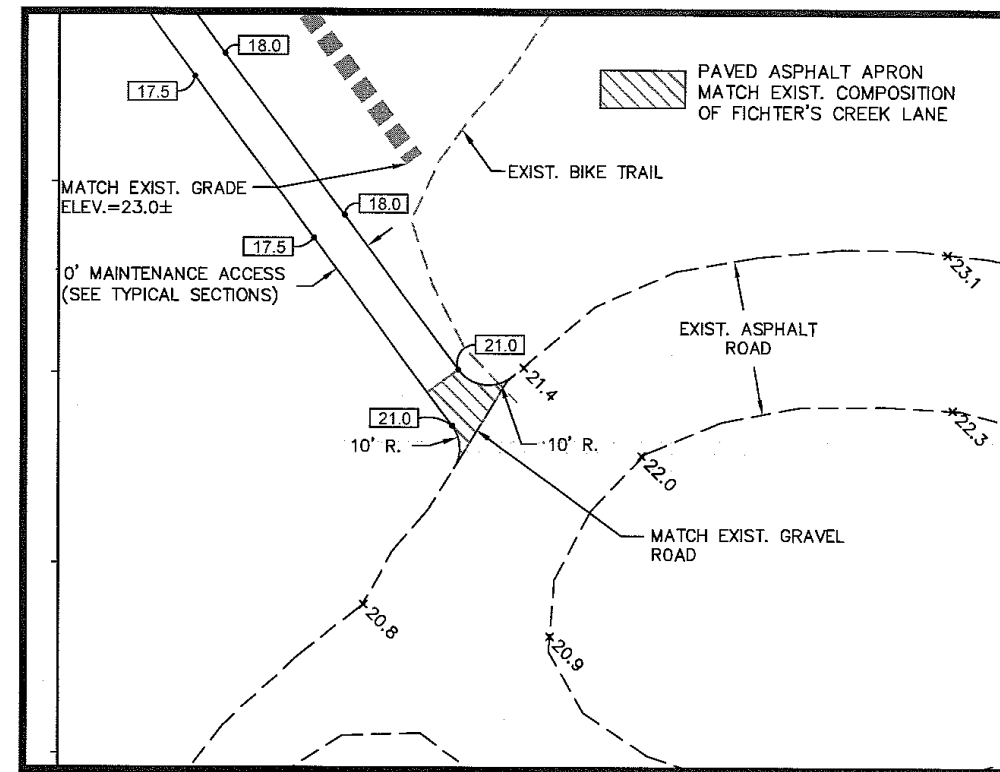 18.0
17.5
PAVED ASPHALT APRON
MATCH EXIST. COMPOSITION
OF FICHTER'S CREEK LANE
EXIST. BIKE TRAIL
MATCH EXIST. GRADE
ELEV.=23.0±
18.0
17.5
0' MAINTENANCE ACCESS
(SEE TYPICAL SECTIONS)
23.1
EXIST. ASPHALT
ROAD
21.0
21.4
21.0
10' R.
10' R.
22.3
22.0
MATCH EXIST. GRAVEL
ROAD
20.8
20.9